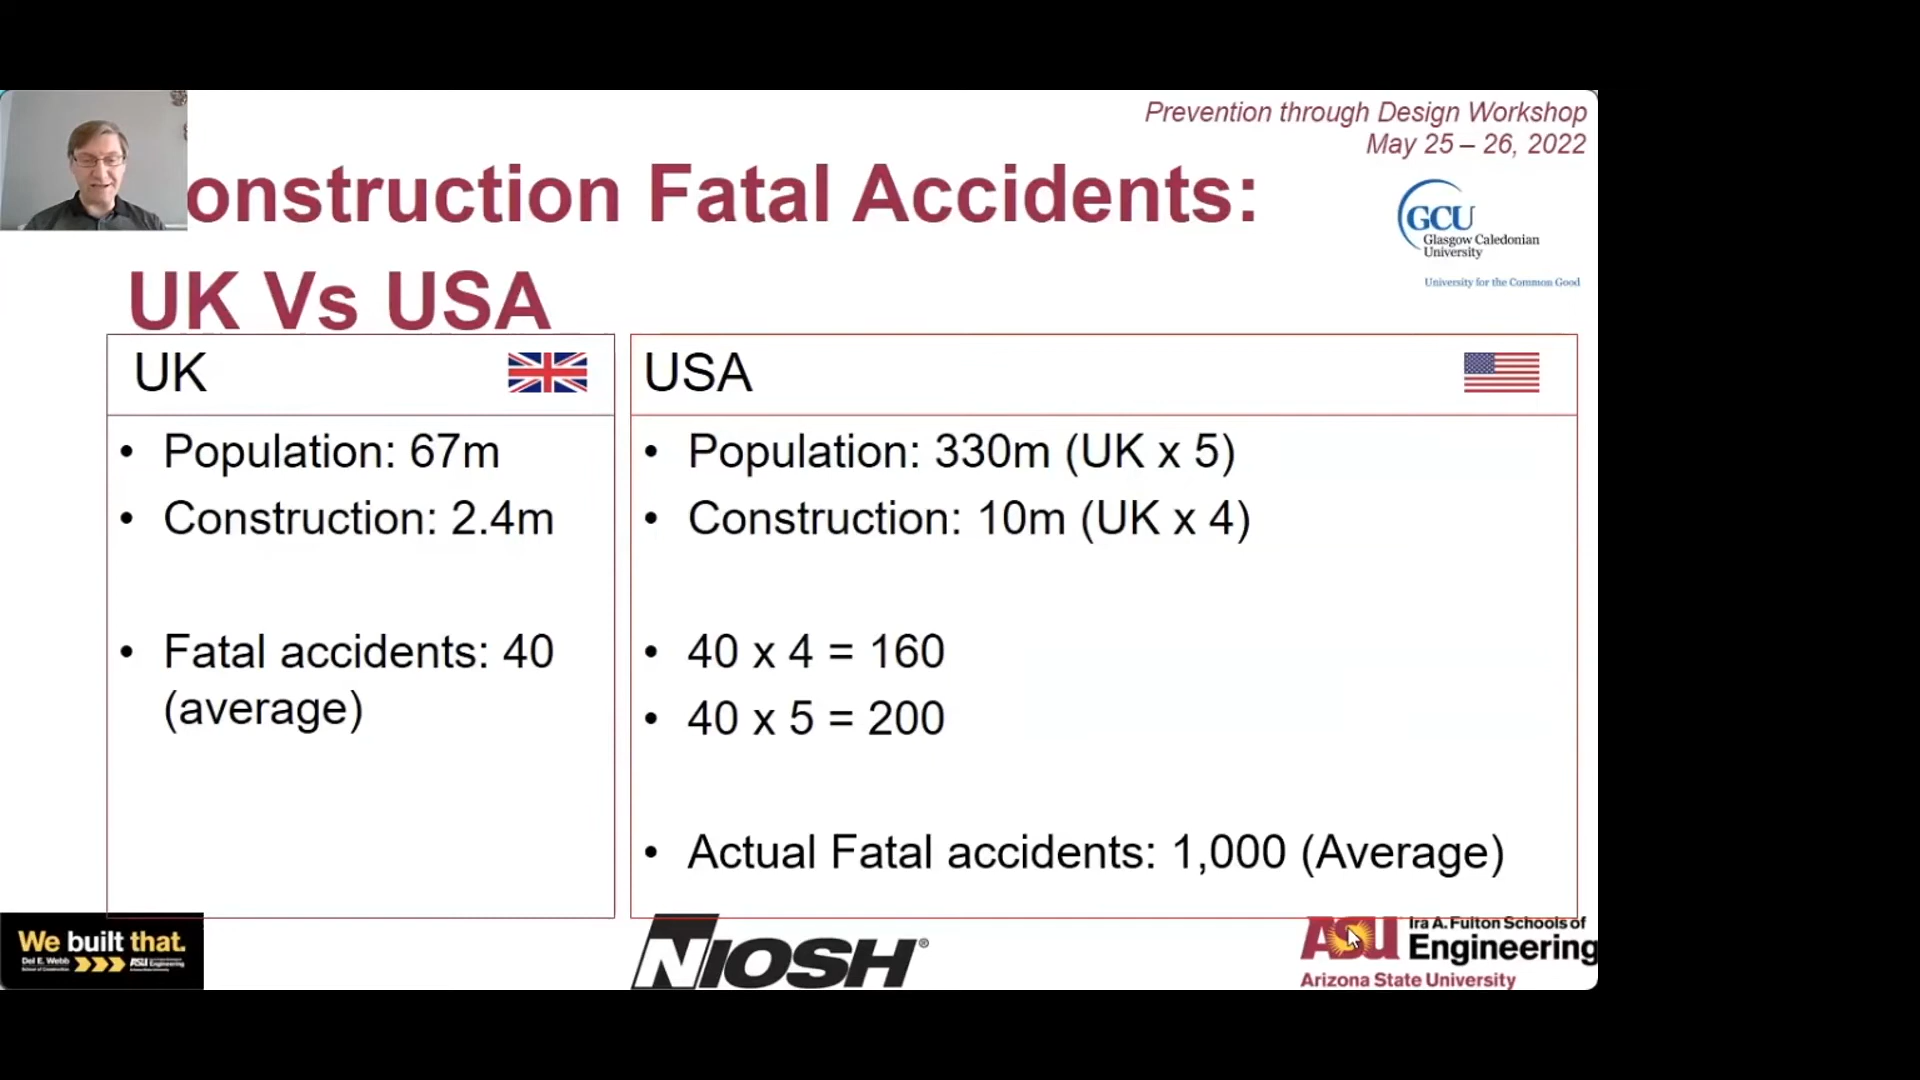 Prevention through Design Workshop
May 25 – 26, 2022
onstruction Fatal Accidents:
UK Vs USA
GCU
Glasgow Caledonian
University
University for the Common Good
UK
• Population: 67m
• Construction: 2.4m
• Fatal accidents: 40
(average)
USA
• Population: 330m (UK x 5)
• Construction: 10m (UK x 4)
• 40 x 4 = 160
• 40 x 5 = 200
• Actual Fatal accidents: 1,000 (Average)
We built that.
Del E. Webb
ASU
NIOSH®
ASU Ira A. Fulton Schools of
Engineering
Arizona State University